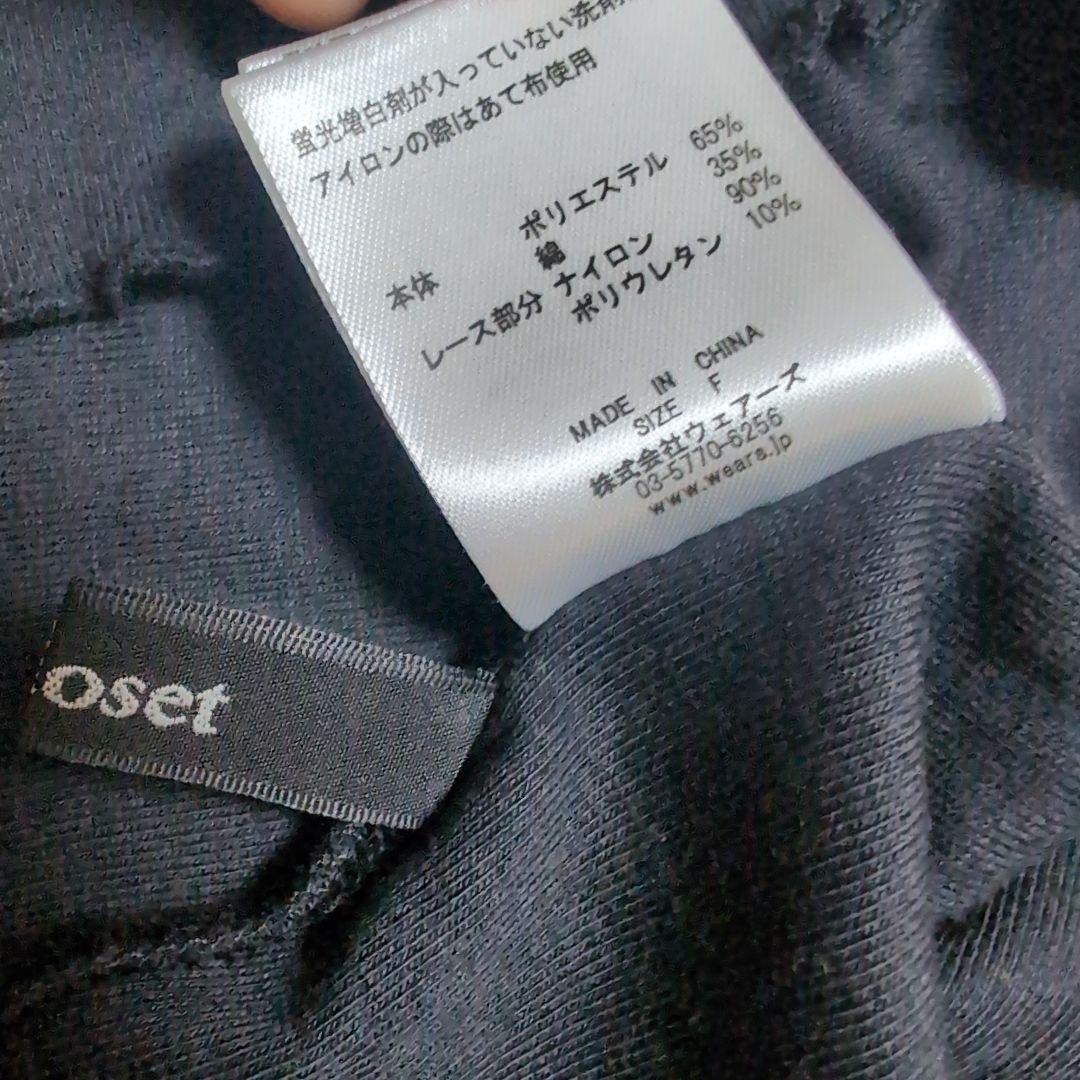 蛍光増白剤が入っていない洗剤
アイロンの際はあて布使用
ポリエステル 65%
本体 綿 35%
レース部分 ナイロン 90%
ポリウレタン 10%
MADE IN CHINA
SIZE F
株式会社ウェアーズ
03-5770-6256
www.wears.jp
oset